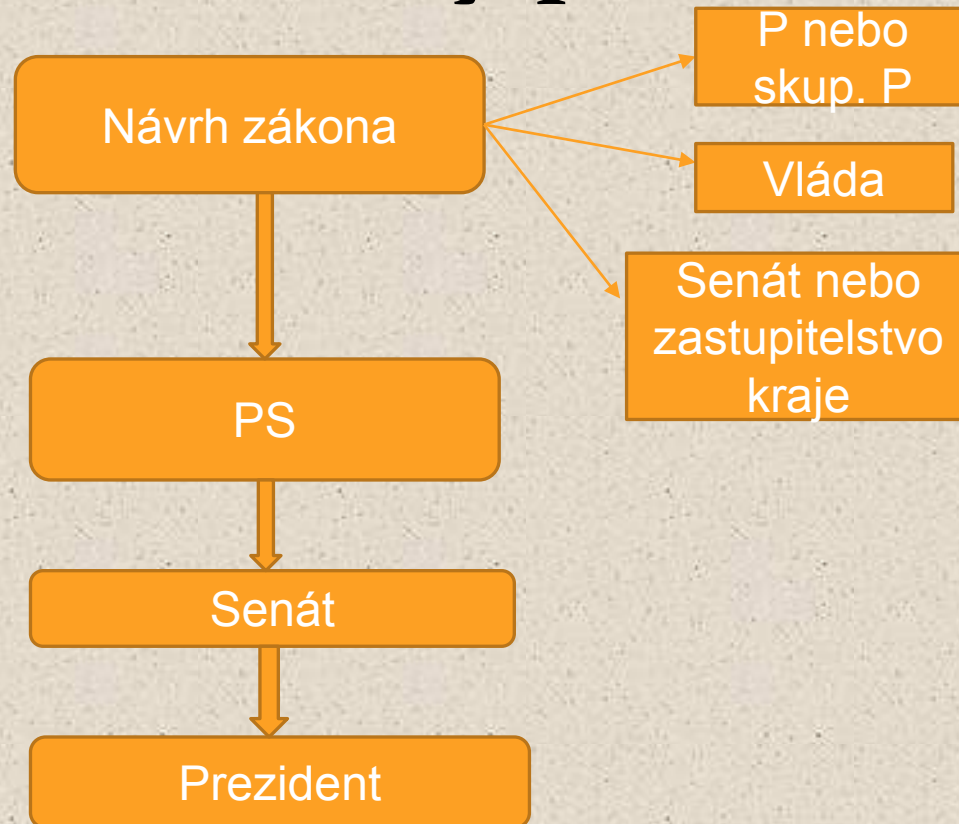 Návrh zákona
P nebo
skup. P
Vláda
Senát nebo
zastupitelstvo
kraje
PS
Senát
Prezident